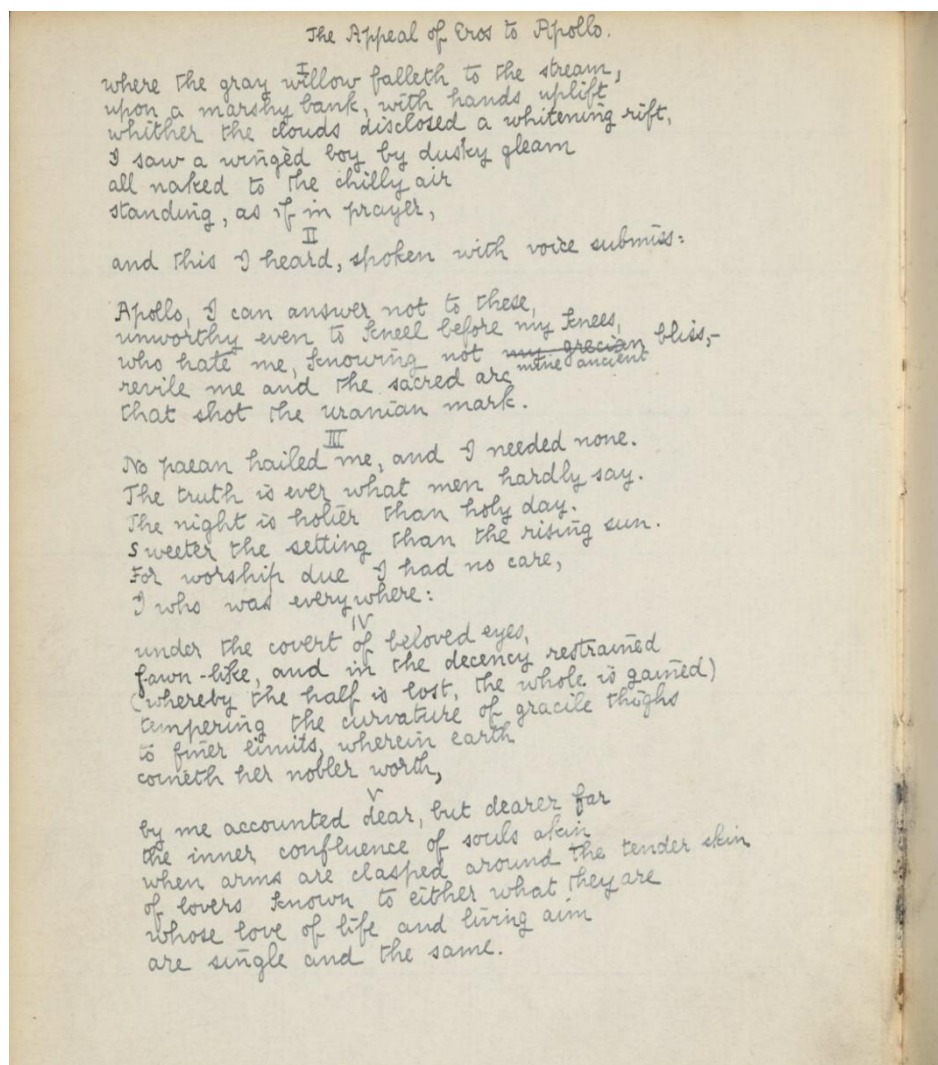 The Appeal of Eros to Apollo.
I
where the gray willow falleth to the stream,
upon a marshy bank, with hands uplift
whither the clouds disclosed a whitening rift,
I saw a wingèd boy by dusky gleam
all naked to the chilly air
standing, as if in prayer,
II
and this I heard, spoken with voice submiss:
Apollo, I can answer not to these,
unworthy even to kneel before my knees,
who hate me, knowing not my grecian bliss,-
mine ancient
revile me and the sacred arc
that shot the uranian mark.
III
No paean hailed me, and I needed none.
The truth is ever what men hardly say.
The night is holier than holy day.
Sweeter the setting than the rising sun.
For worship due I had no care,
I who was everywhere:
IV
under the covert of beloved eyes,
fawn-like, and in the decency restrained
(whereby the half is lost, the whole is gained)
tempering the curvature of gracile thighs
to finer limits, wherein earth
cometh her nobler worth,
V
by me accounted dear, but dearer far
the inner confluence of souls akin
when arms are clasped around the tender skin
of lovers known to either what they are
whose love of life and living aim
are single and the same.